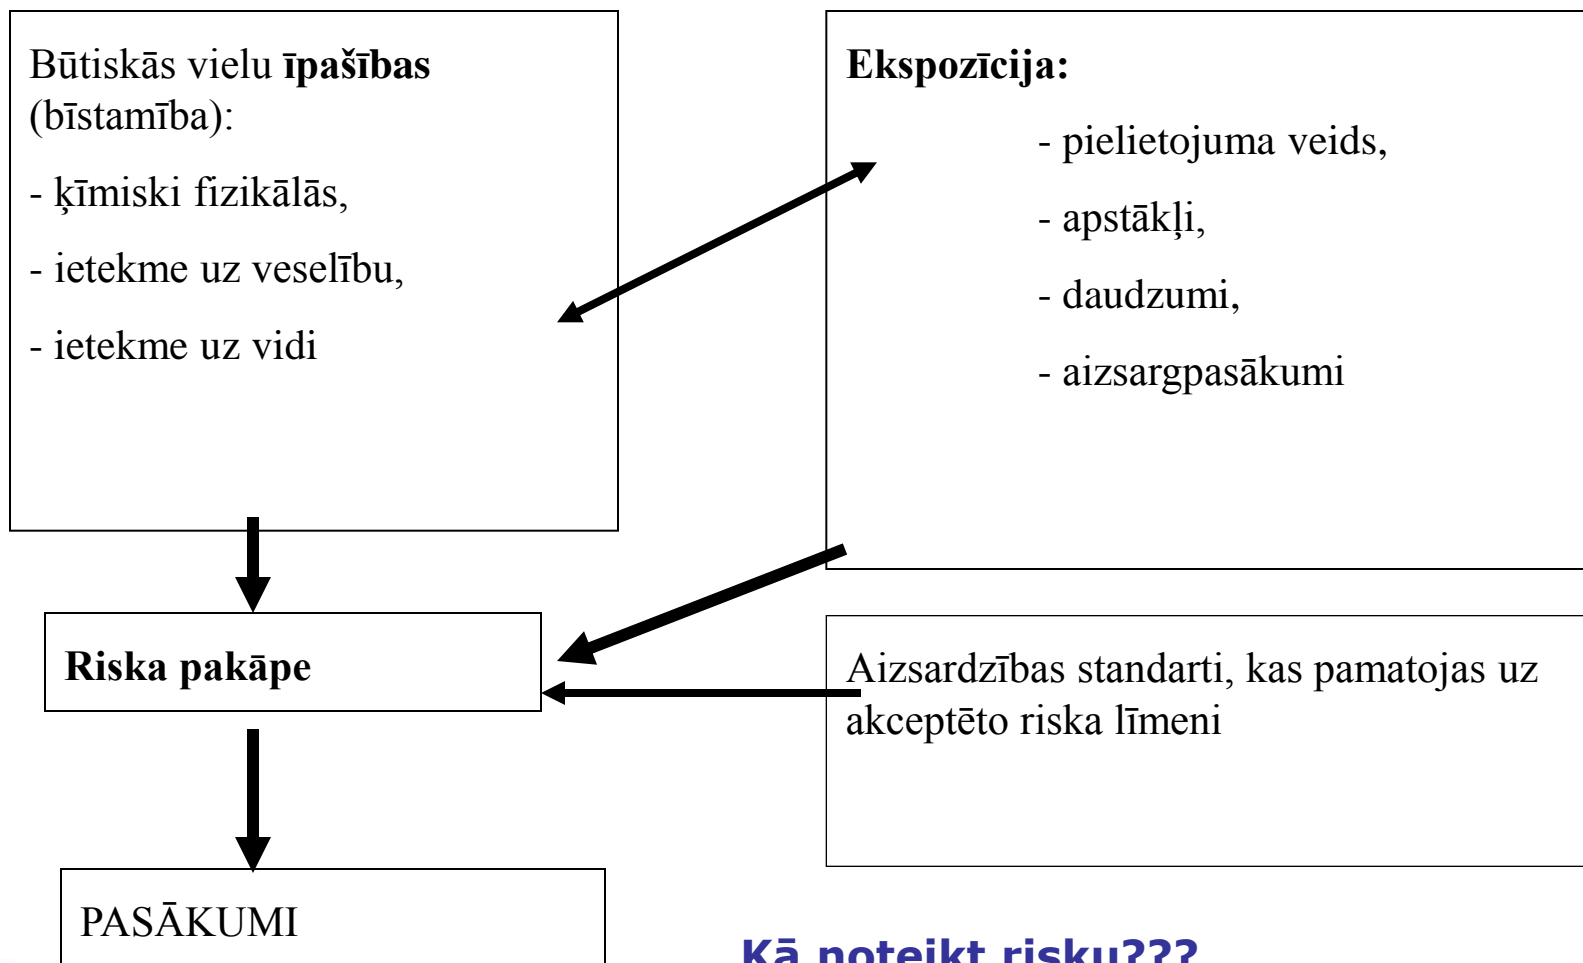 Būtiskās vielu īpašības
(bīstamība):
- ķīmiski fizikālās,
- ietekme uz veselību,
- ietekme uz vidi
Ekspozīcija:
- pielietojuma veids,
- apstākļi,
- daudzumi,
- aizsargpasākumi
Riska pakāpe
Aizsardzības standarti, kas pamatojas uz
akceptēto riska līmeni
PASĀKUMI
Kā noteikt risku???